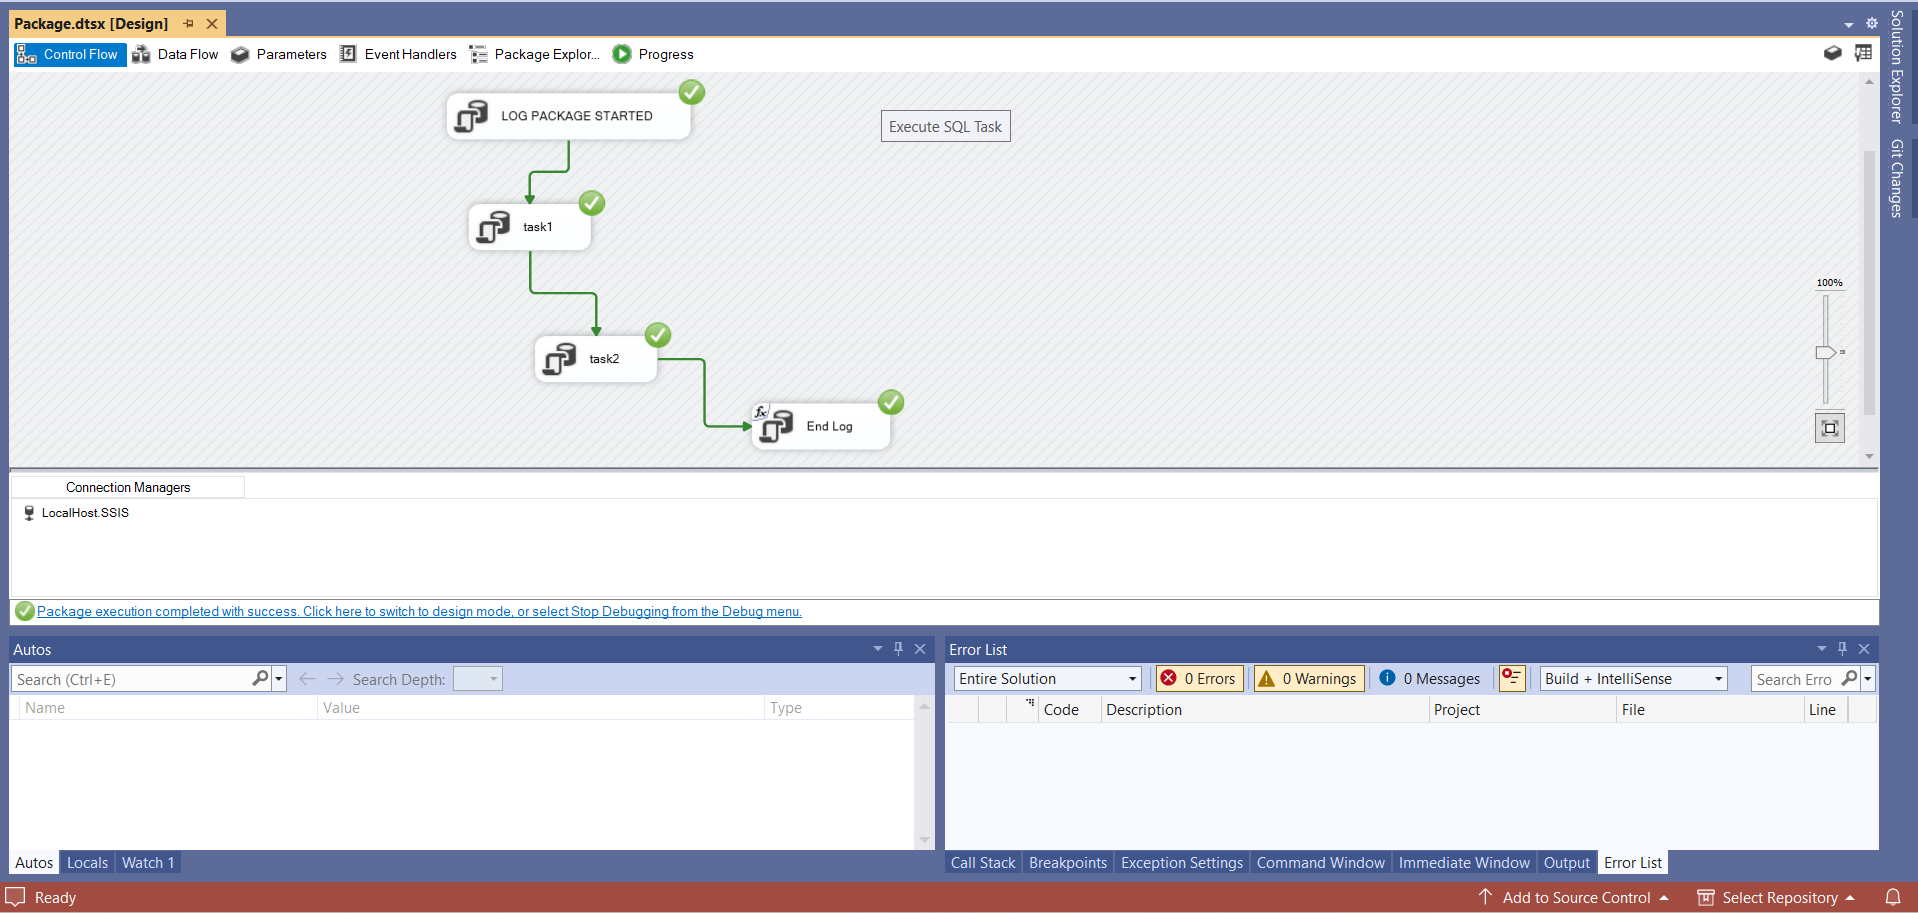 Package.dtsx [Design]
Control Flow
Data Flow
Parameters
Event Handlers
Package Explor...
Progress
LOG PACKAGE STARTED
Execute SQL Task
task1
task2
fx
End Log
100%
Connection Managers
LocalHost.SSIS
Package execution completed with success. Click here to switch to design mode, or select Stop Debugging from the Debug menu.
Solution Explorer
Git Changes
Autos
Search (Ctrl+E)
Search Depth:
Name
Value
Type
Autos
Locals
Watch 1
Error List
Entire Solution
0 Errors
0 Warnings
0 Messages
Build + IntelliSense
Search Erro
Code
Description
Project
File
Line
Call Stack
Breakpoints
Exception Settings
Command Window
Immediate Window
Output
Error List
Ready
Add to Source Control
Select Repository